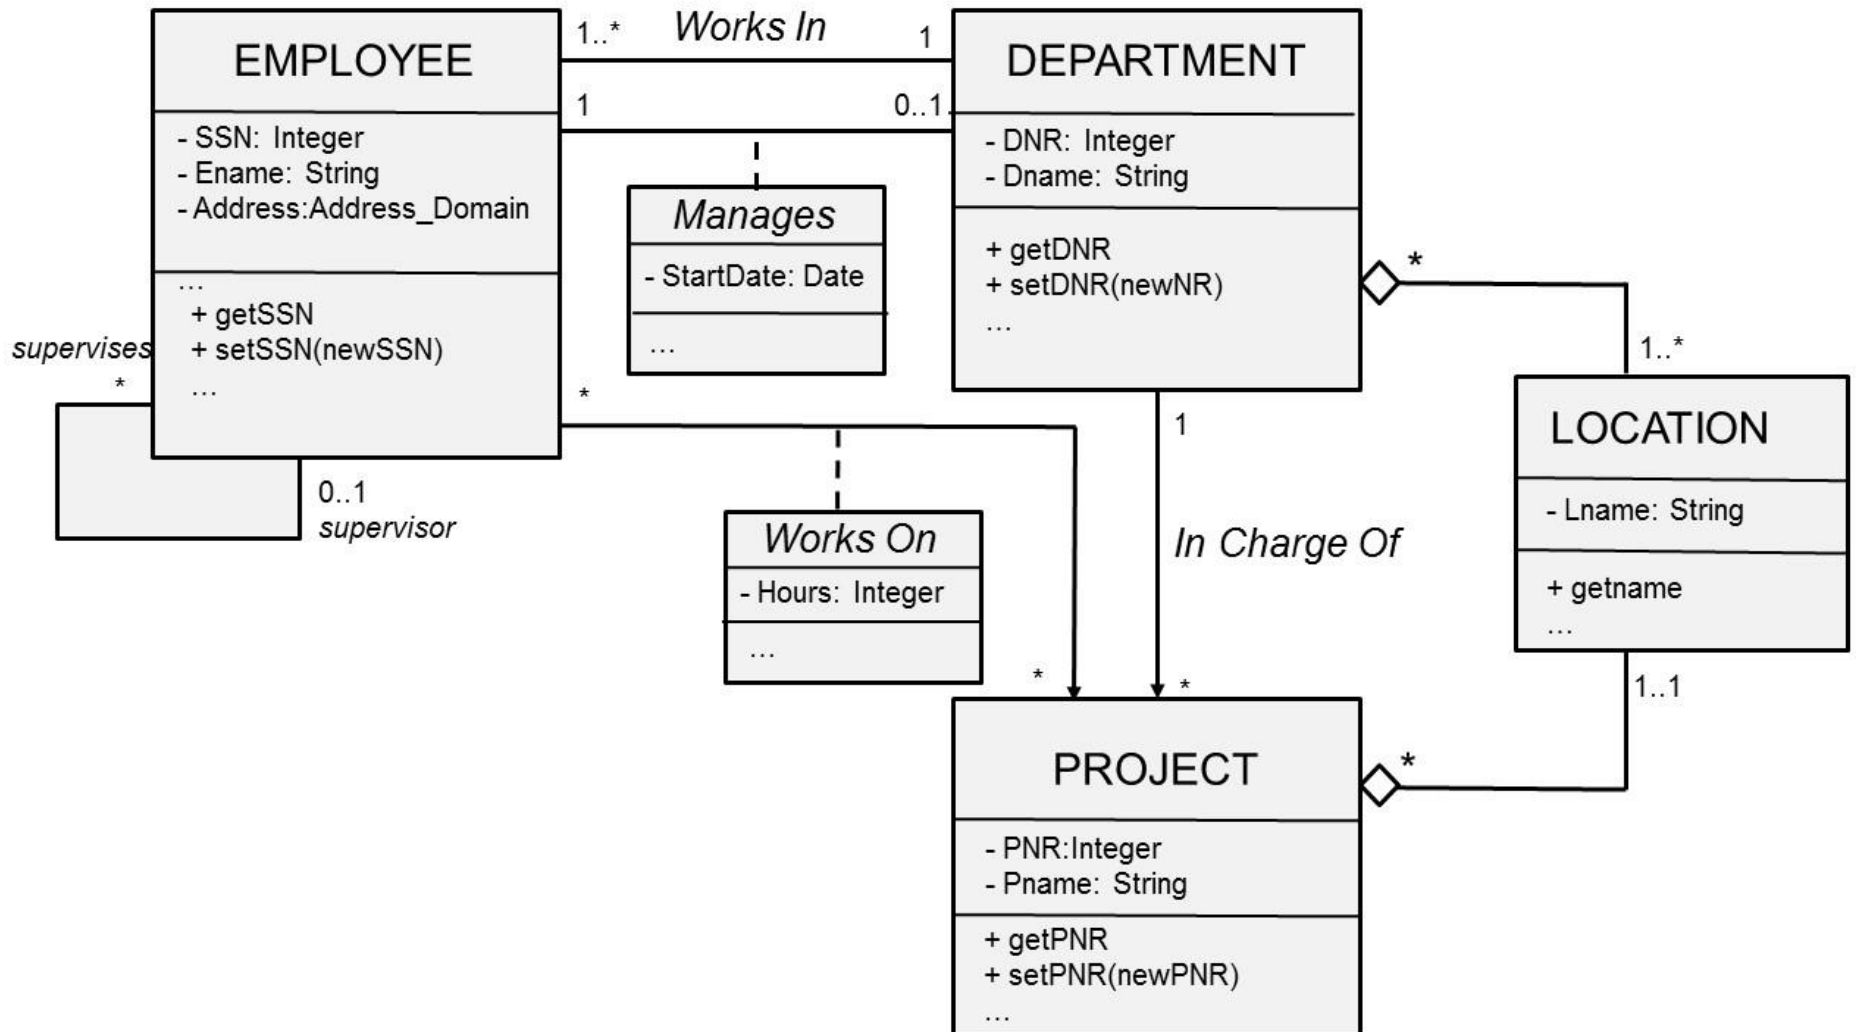 EMPLOYEE
- SSN: Integer
- Ename: String
- Address:Address_Domain
...
+ getSSN
+ setSSN(newSSN)
...
1..*
Works In
1
1
0..1
Manages
- StartDate: Date
...
DEPARTMENT
- DNR: Integer
- Dname: String
+ getDNR
+ setDNR(newNR)
...
*
1..*
supervises
*
0..1
supervisor
*
Works On
- Hours: Integer
...
*
1
In Charge Of
*
LOCATION
- Lname: String
+ getname
...
1..1
*
PROJECT
- PNR:Integer
- Pname: String
+ getPNR
+ setPNR(newPNR)
...